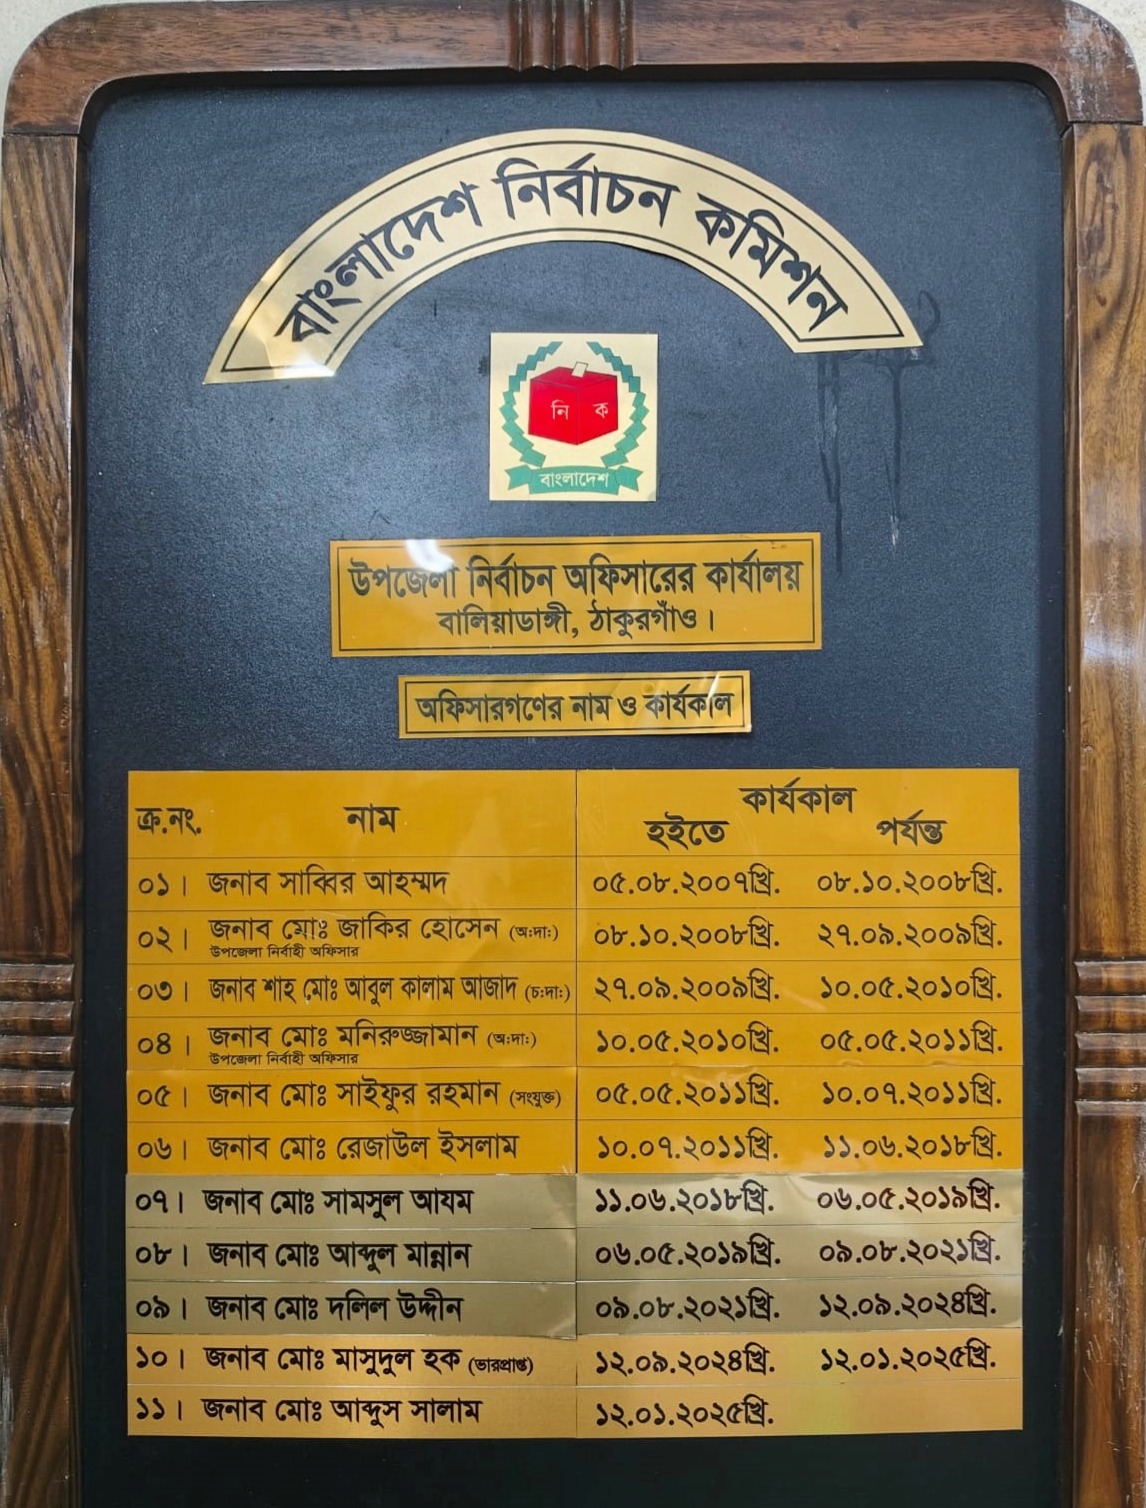 বাংলাদেশ নির্বাচন কমিশন
নি ক
বাংলাদেশ
উপজেলা নির্বাচন অফিসারের কার্যালয়
বালিয়াডাঙ্গী, ঠাকুরগাঁও।
অফিসারগণের নাম ও কার্যকাল
ক্র.নং. নাম কার্যকাল
হইতে পর্যন্ত
০১। জনাব সাব্বির আহম্মদ ০৫.০৮.২০০৭খ্রি. ০৮.১০.২০০৮খ্রি.
০২। জনাব মোঃ জাকির হোসেন (অ:দা:) ০৮.১০.২০০৮খ্রি. ২৭.০৯.২০০৯খ্রি.
উপজেলা নির্বাহী অফিসার
০৩। জনাব শাহ মোঃ আবুল কালাম আজাদ (চ:দা:) ২৭.০৯.২০০৯খ্রি. ১০.০৫.২০১০খ্রি.
০৪। জনাব মোঃ মনিরুজ্জামান (অ:দা:) ১০.০৫.২০১০খ্রি. ০৫.০৫.২০১১খ্রি.
উপজেলা নির্বাহী অফিসার
০৫। জনাব মোঃ সাইফুর রহমান (সংযুক্ত) ০৫.০৫.২০১১খ্রি. ১০.০৭.২০১১খ্রি.
০৬। জনাব মোঃ রেজাউল ইসলাম ১০.০৭.২০১১খ্রি. ১১.০৬.২০১৮খ্রি.
০৭। জনাব মোঃ সামসুল আযম ১১.০৬.২০১৮খ্রি. ০৬.০৫.২০১৯খ্রি.
০৮। জনাব মোঃ আব্দুল মান্নান ০৬.০৫.২০১৯খ্রি. ০৯.০৮.২০২১খ্রি.
০৯। জনাব মোঃ দলিল উদ্দীন ০৯.০৮.২০২১খ্রি. ১২.০৯.২০২৪খ্রি.
১০। জনাব মোঃ মাসুদুল হক (ভারপ্রাপ্ত) ১২.০৯.২০২৪খ্রি. ১২.০১.২০২৫খ্রি.
১১। জনাব মোঃ আব্দুস সালাম ১২.০১.২০২৫খ্রি.